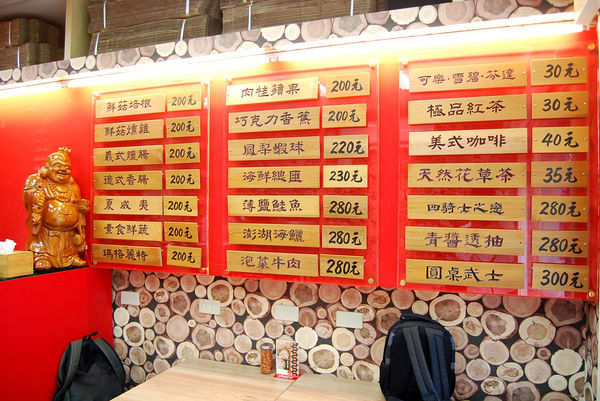 鮮菇培根 200元
鮮菇燻雞 200元
義式臘腸 200元
德式香腸 200元
夏威夷 200元
素食鮮蔬 200元
瑪格麗特 200元
肉桂蘋果 200元
巧克力香蕉 200元
鳳梨蝦球 220元
海鮮總匯 230元
薄鹽鮭魚 280元
澎湖海鱺 280元
泡菜牛肉 280元
可樂·雪碧·芬達 30元
極品紅茶 30元
美式咖啡 40元
天然花草茶 35元
四騎士之戀 280元
青醬透抽 280元
圓桌武士 300元